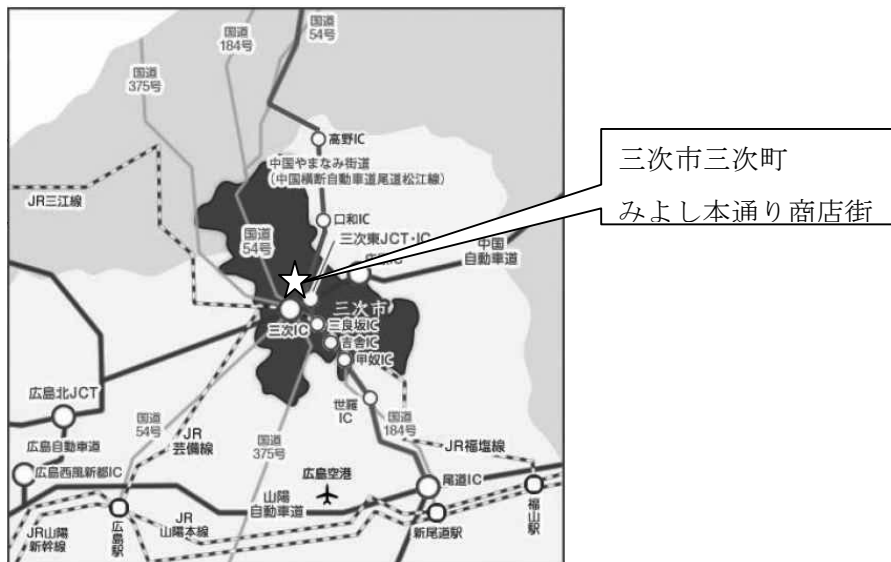 国道
54号
国道
184号
国道
375号
高野IC
中国やまなみ街道
(中国横断自動車道尾道松江線)
JR三江線
口和IC
国道
54号
三次東JCT・IC
中国
自動車道
三次市三次町
みよし本通り商店街
三次市
三次IC
三良坂IC
吉舎IC
甲奴IC
広島北JCT
世羅
IC
国道
184号
国道
54号
JR
芸備線
国道
375号
広島自動車道
JR福塩線
広島西風新都IC
広島空港
尾道IC
山陽
自動車道
福山駅
広島駅
JR
山陽本線
新尾道駅
JR山陽
新幹線